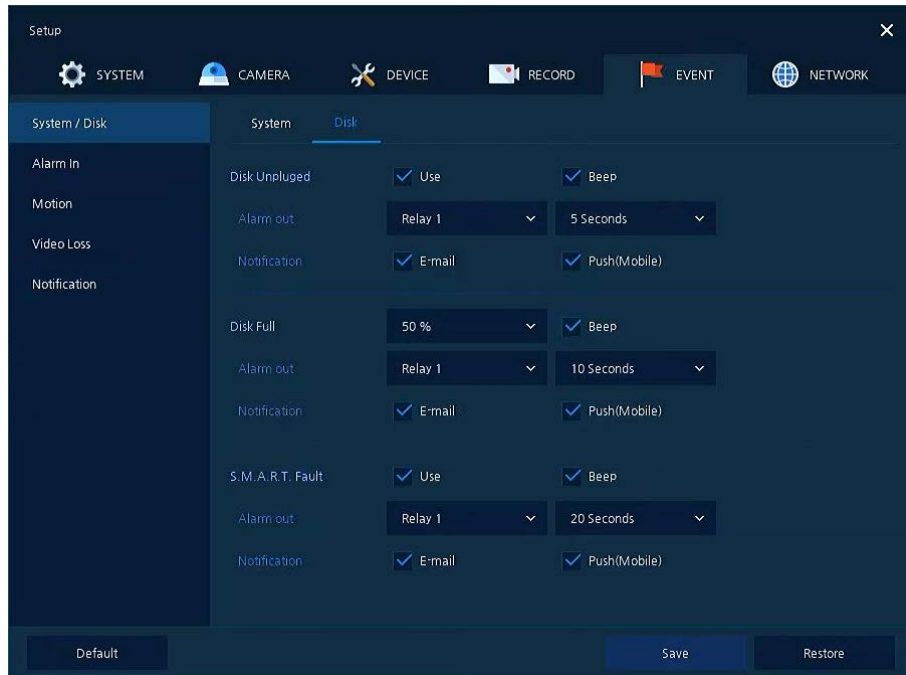 Setup
SYSTEM CAMERA DEVICE RECORD EVENT NETWORK
System / Disk System Disk
Alarm In
Disk Unpluged Use Beep
Motion
Alarm out Relay 1 5 Seconds
Video Loss
Notification E-mail Push(Mobile)
Notification
Disk Full 50 % Beep
Alarm out Relay 1 10 Seconds
Notification E-mail Push(Mobile)
S.M.A.R.T. Fault Use Beep
Alarm out Relay 1 20 Seconds
Notification E-mail Push(Mobile)
Default Save Restore